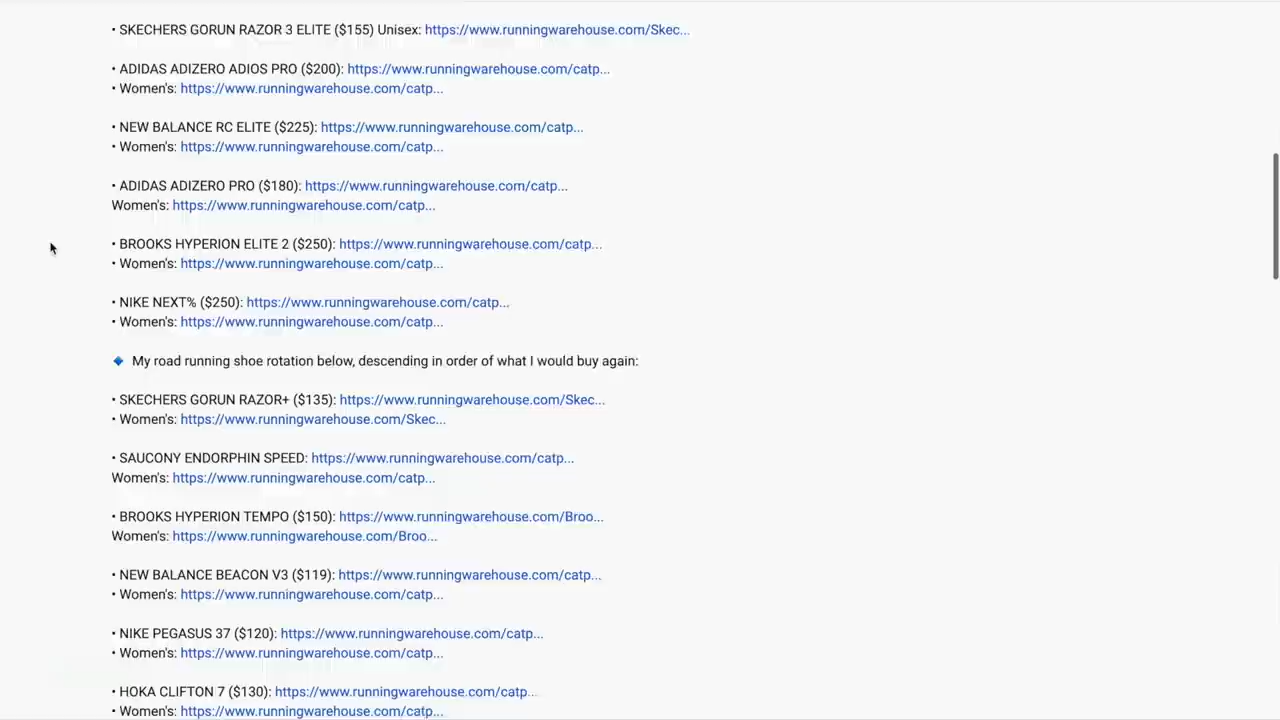 • SKECHERS GORUN RAZOR 3 ELITE ($155) Unisex: https://www.runningwarehouse.com/Skec...
• ADIDAS ADIZERO ADIOS PRO ($200): https://www.runningwarehouse.com/catp...
• Women's: https://www.runningwarehouse.com/catp...
• NEW BALANCE RC ELITE ($225): https://www.runningwarehouse.com/catp...
• Women's: https://www.runningwarehouse.com/catp...
• ADIDAS ADIZERO PRO ($180): https://www.runningwarehouse.com/catp...
Women's: https://www.runningwarehouse.com/catp...
• BROOKS HYPERION ELITE 2 ($250): https://www.runningwarehouse.com/catp...
• Women's: https://www.runningwarehouse.com/catp...
• NIKE NEXT% ($250): https://www.runningwarehouse.com/catp...
• Women's: https://www.runningwarehouse.com/catp...
🔹 My road running shoe rotation below, descending in order of what I would buy again:
• SKECHERS GORUN RAZOR+ ($135): https://www.runningwarehouse.com/Skec...
• Women's: https://www.runningwarehouse.com/Skec...
• SAUCONY ENDORPHIN SPEED: https://www.runningwarehouse.com/catp...
Women's: https://www.runningwarehouse.com/catp...
• BROOKS HYPERION TEMPO ($150): https://www.runningwarehouse.com/Broo...
Women's: https://www.runningwarehouse.com/Broo...
• NEW BALANCE BEACON V3 ($119): https://www.runningwarehouse.com/catp...
• Women's: https://www.runningwarehouse.com/catp...
• NIKE PEGASUS 37 ($120): https://www.runningwarehouse.com/catp...
• Women's: https://www.runningwarehouse.com/catp...
• HOKA CLIFTON 7 ($130): https://www.runningwarehouse.com/catp...
• Women's: https://www.runningwarehouse.com/catp...